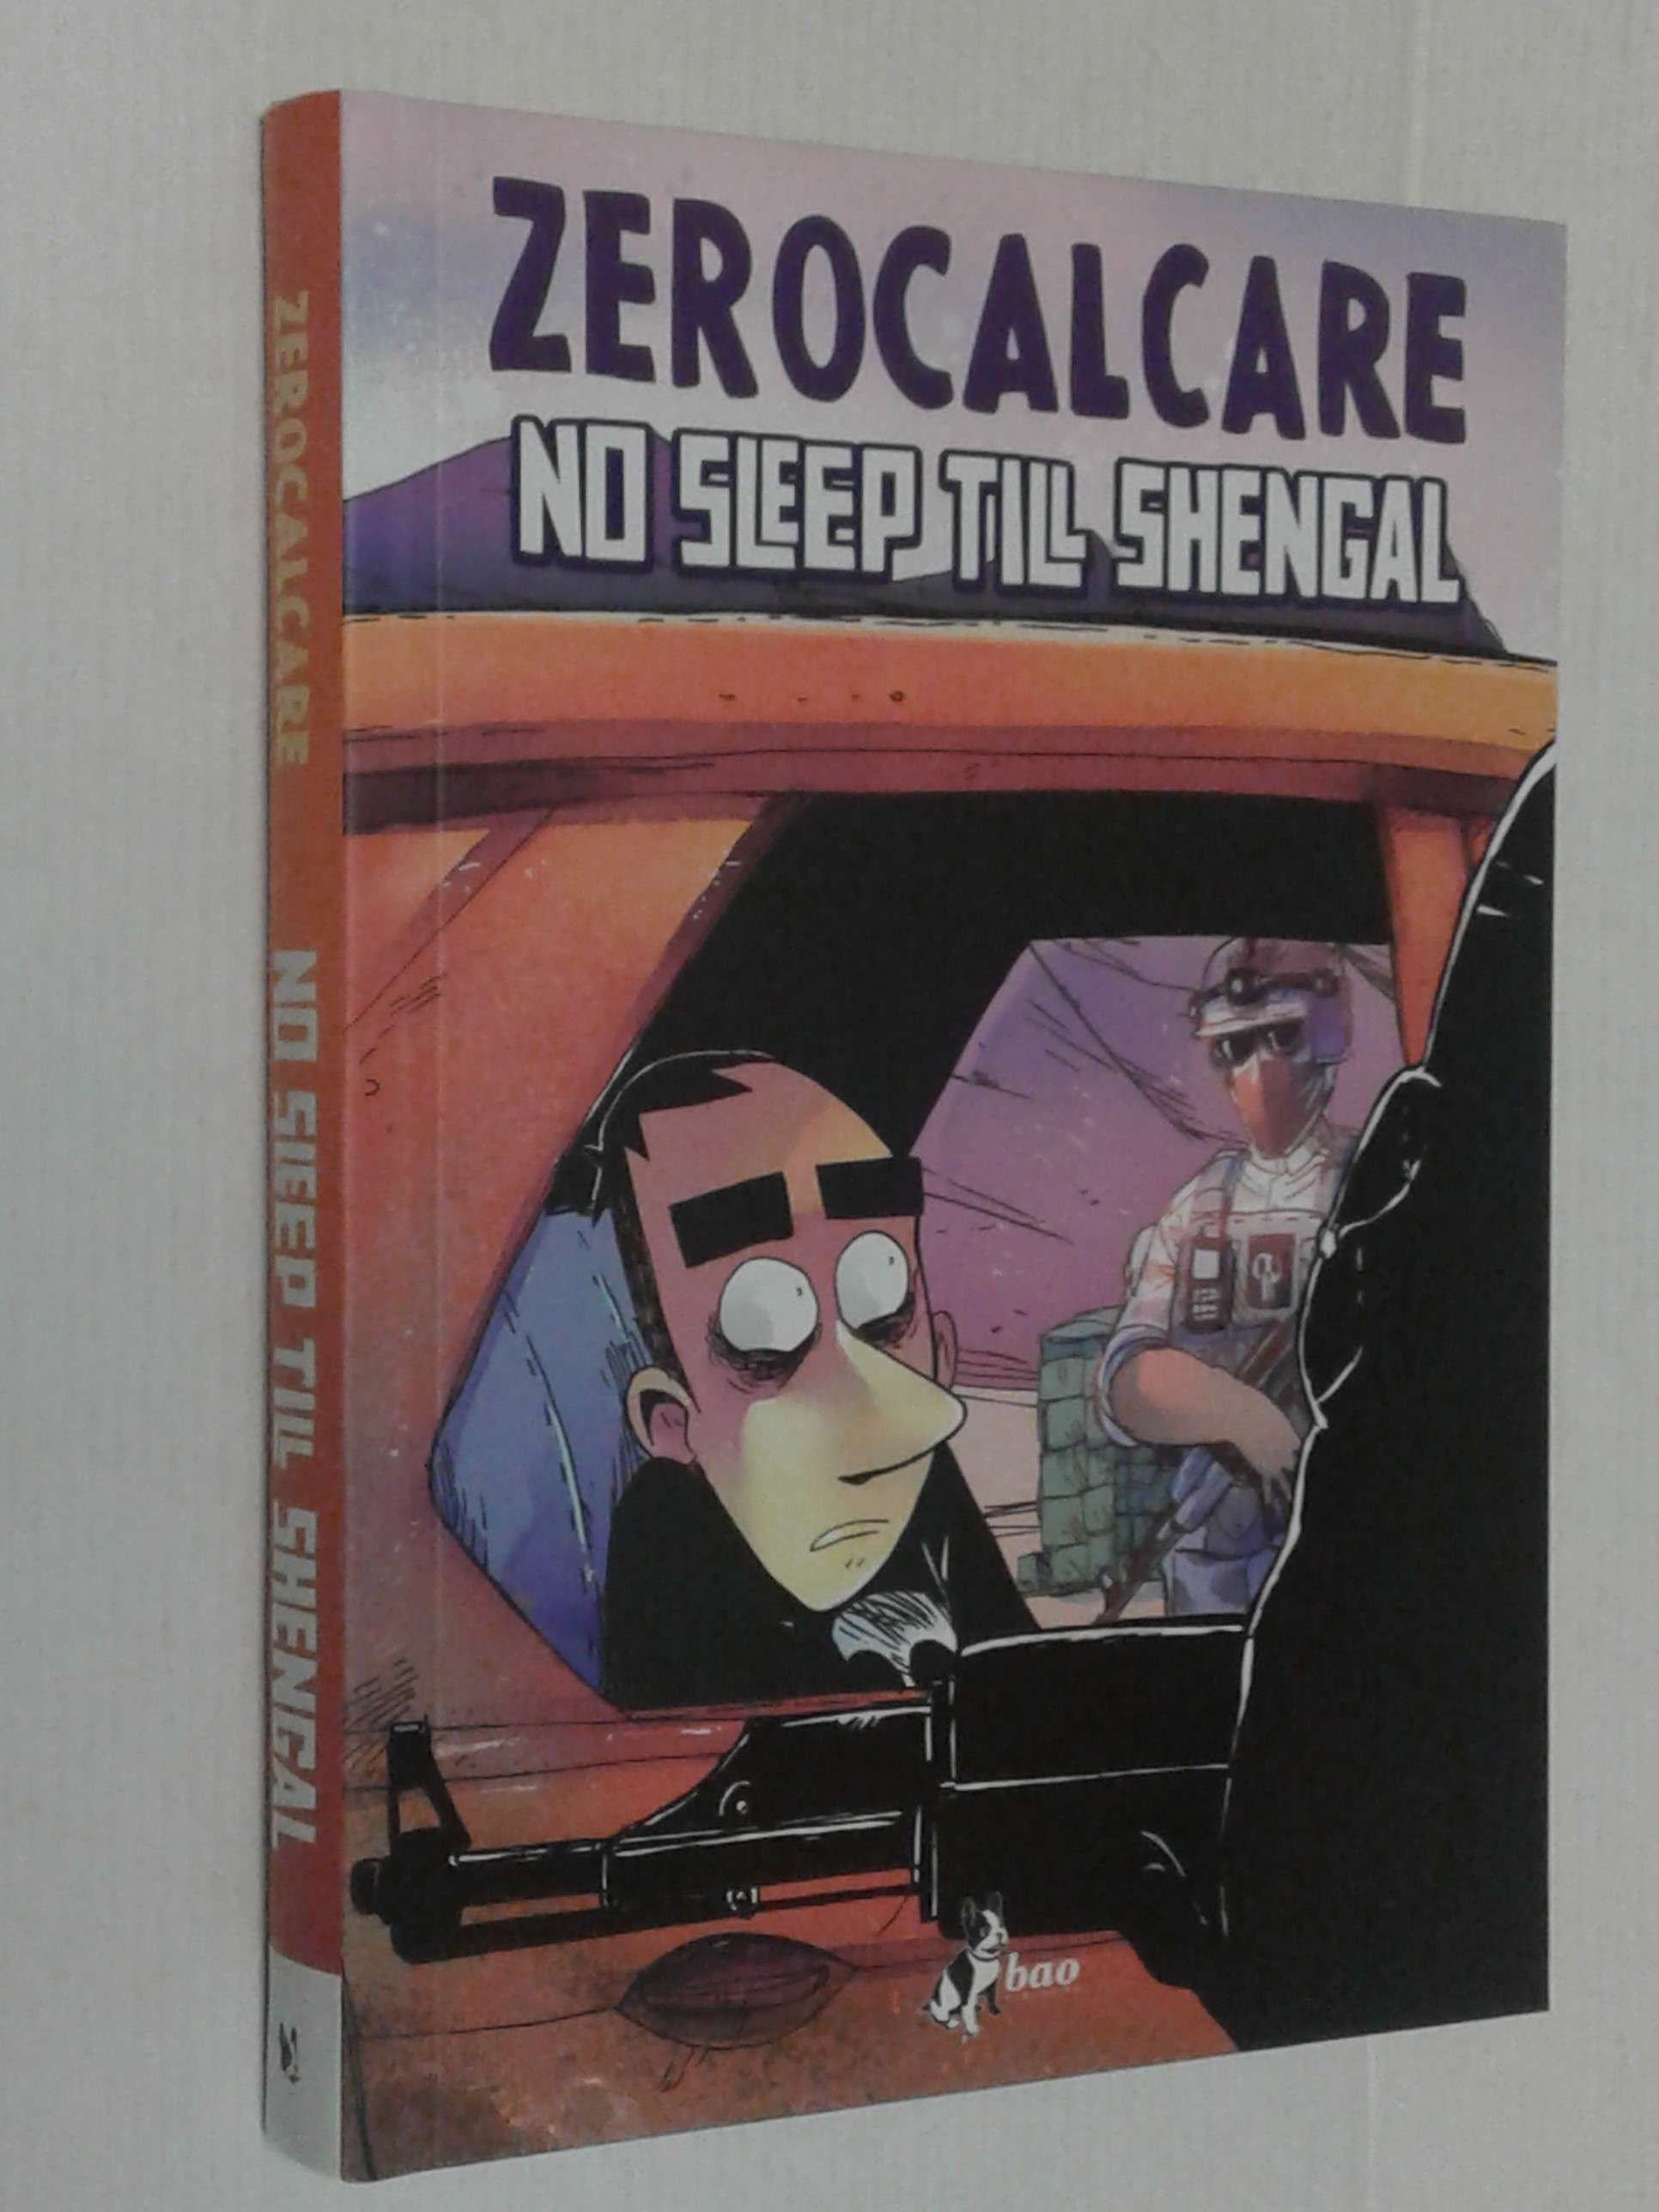 ZEROCALCARE
NO SLEEP TILL SHENGAL
bao
ZEROCALCARE NO SLEEP TILL SHENGAL